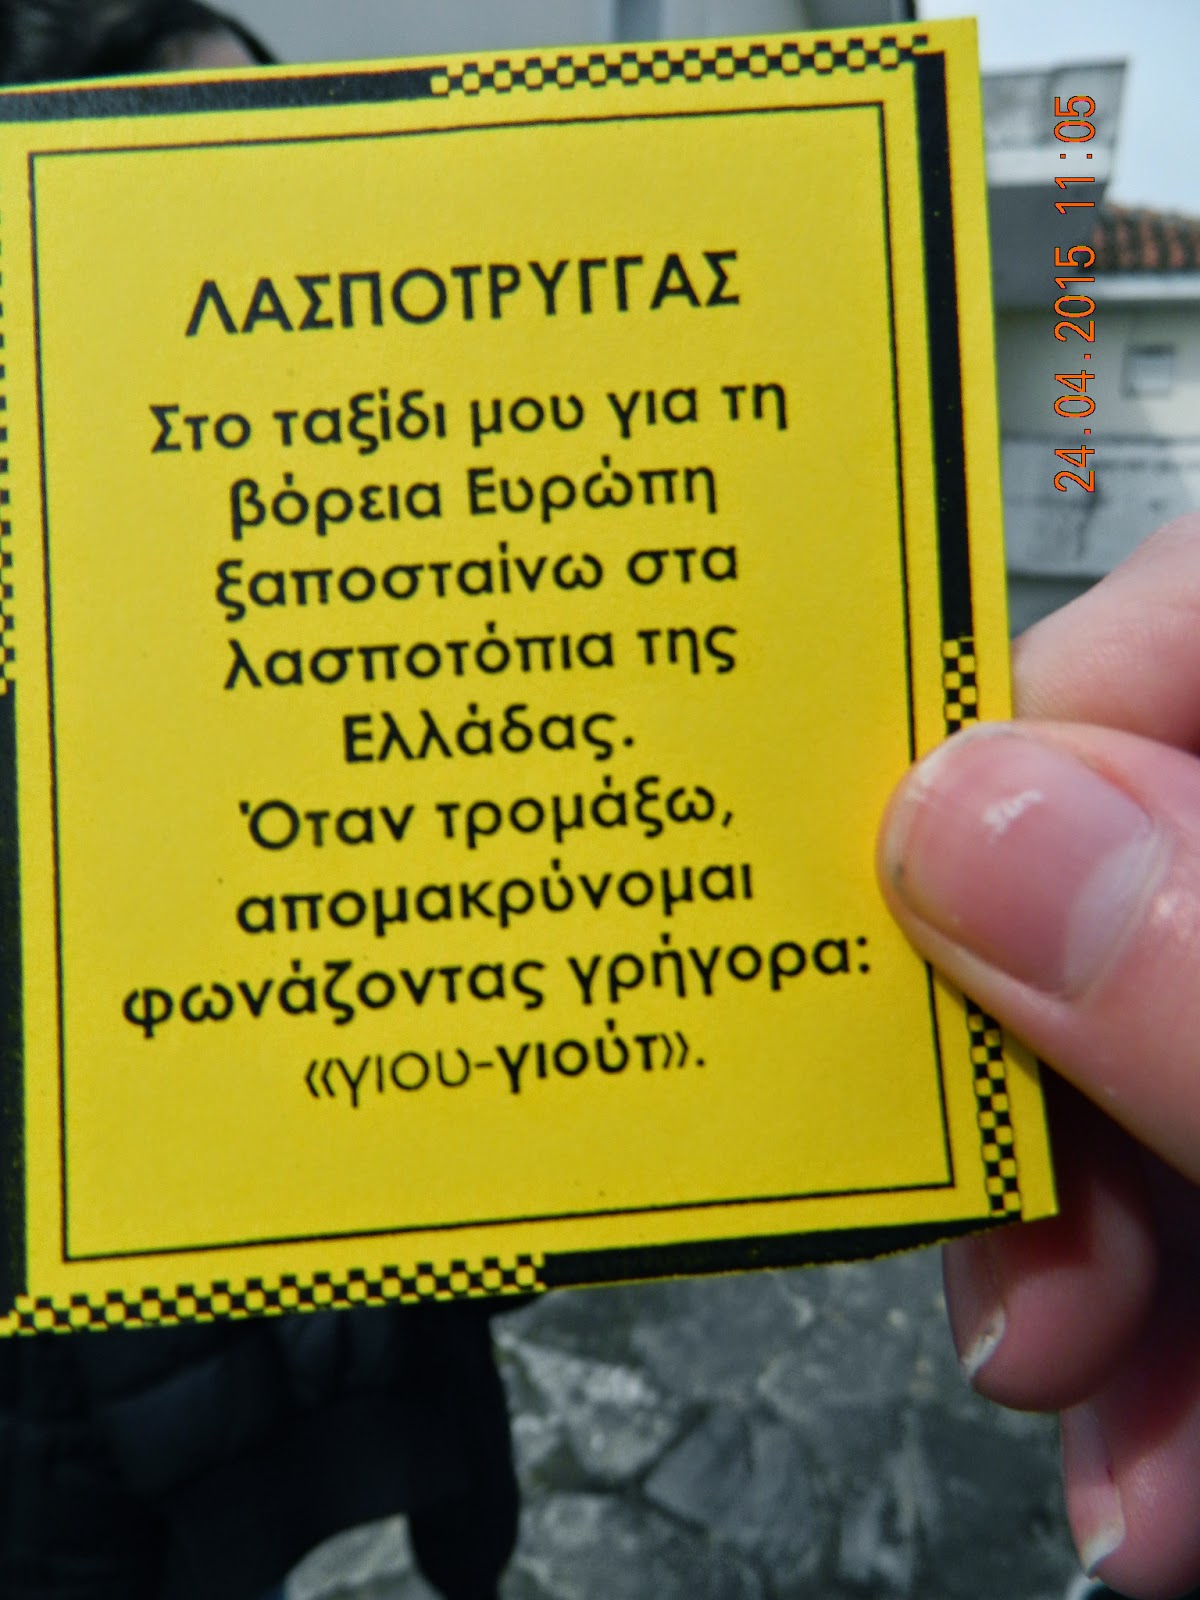 ΛΑΣΠΟΤΡΥΓΓΑΣ
Στο ταξίδι μου για τη
βόρεια Ευρώπη
ξαποσταίνω στα
λασποτόπια της
Ελλάδας.
Όταν τρομάξω,
απομακρύνομαι
φωνάζοντας γρήγορα:
«γιου-γιούτ».
24.04.2015 11:05